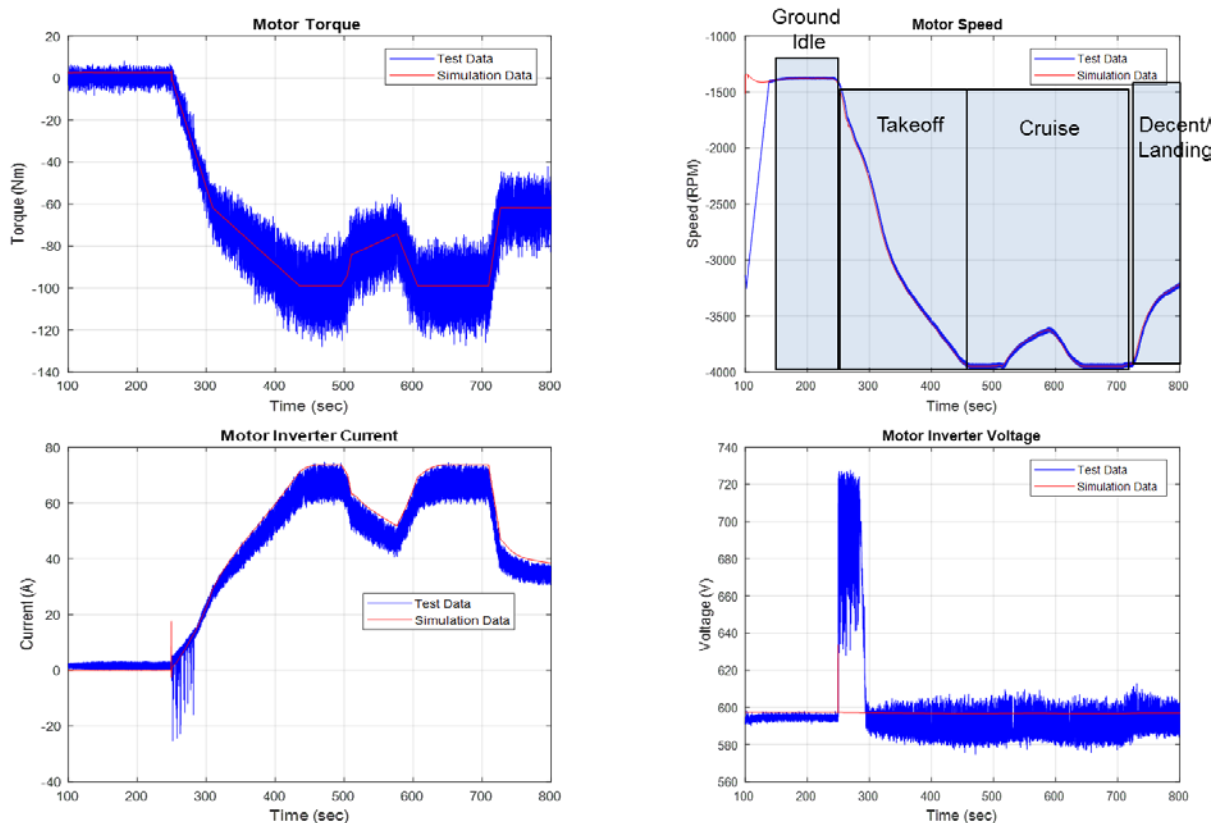 Motor Torque
20
0
-20
-40
-60
-80
-100
-120
-140
Torque (Nm)
100 200 300 400 500 600 700 800
Time (sec)
Test Data
Simulation Data
Ground
Idle
Motor Speed
-1000
-1500
-2000
-2500
-3000
-3500
-4000
Speed (RPM)
100 200 300 400 500 600 700 800
Time (sec)
Test Data
Simulation Data
Takeoff
Cruise
Decent/
Landing
Motor Inverter Current
80
60
40
20
0
-20
-40
Current (A)
100 200 300 400 500 600 700 800
Time (sec)
Test Data
Simulation Data
Motor Inverter Voltage
740
720
700
680
660
640
620
600
580
560
Voltage (V)
100 200 300 400 500 600 700 800
Time (sec)
Test Data
Simulation Data